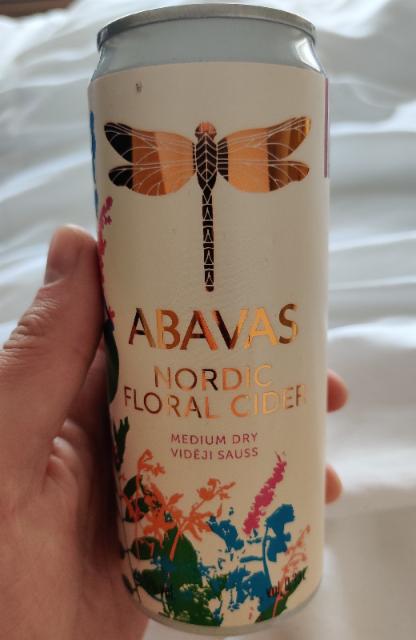 ABAVAS
NORDIC
FLORAL CIDER
MEDIUM DRY
VIDĒJI SAUSS